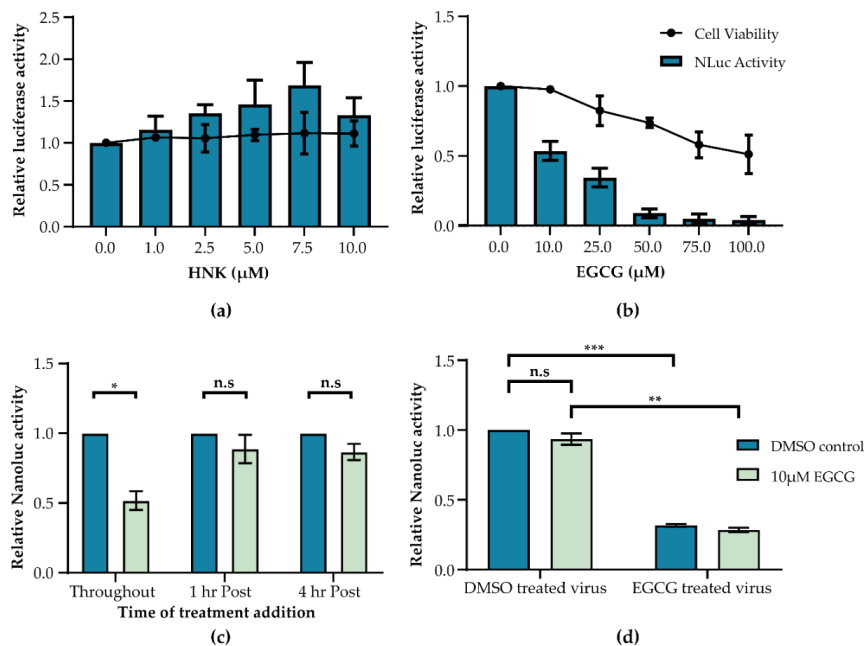 Relative luciferase activity
2.5
2.0
1.5
1.0
0.5
0.0
0.0 1.0 2.5 5.0 7.5 10.0
HNK (μM)
(a)
Relative luciferase activity
1.5
1.0
0.5
0.0
Cell Viability
NLuc Activity
0.0 10.0 25.0 50.0 75.0 100.0
EGCG (μM)
(b)
Relative Nanoluc activity
1.5
1.0
0.5
0.0
*
n.s
n.s
Throughout 1 hr Post 4 hr Post
Time of treatment addition
(c)
Relative Nanoluc activity
1.5
1.0
0.5
0.0
***
n.s
**
DMSO control
10μM EGCG
DMSO treated virus EGCG treated virus
(d)